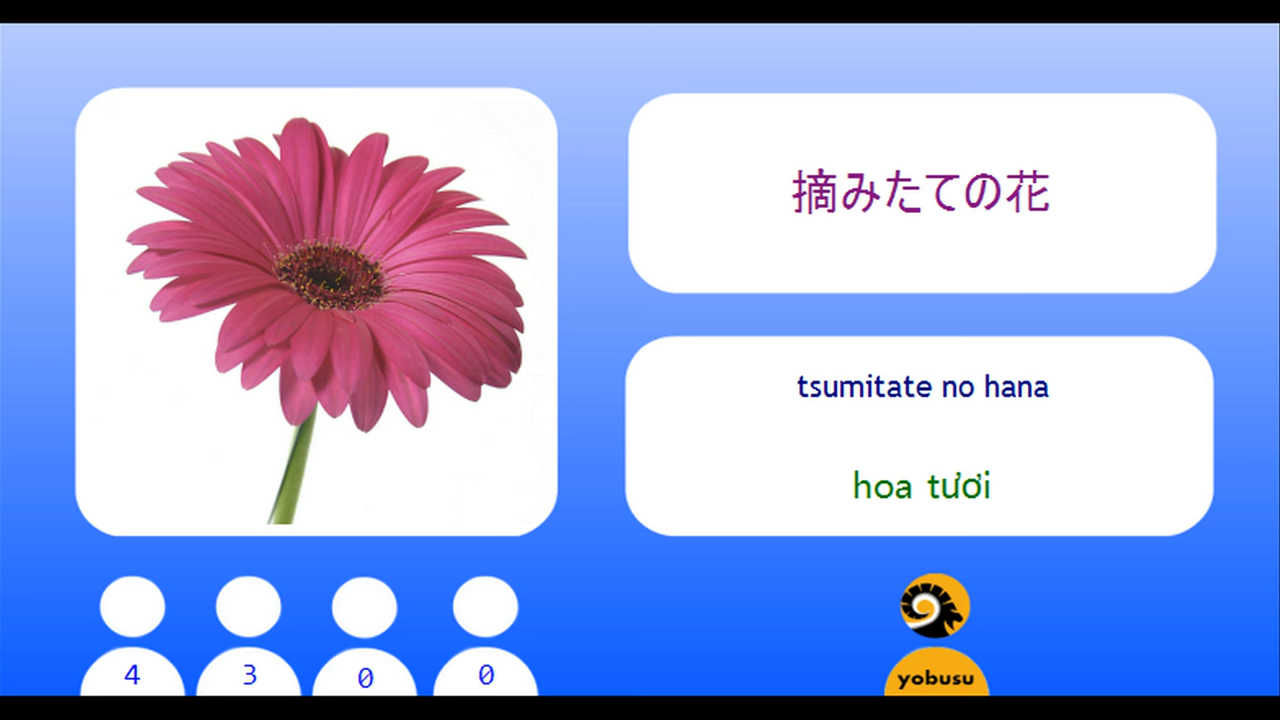 摘みたての花
tsumitate no hana
hoa tươi
4 3 0 0
yobusu